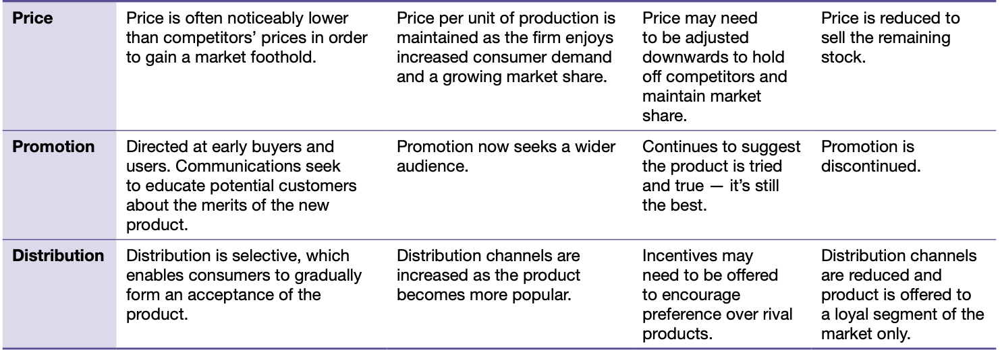 Price
Price is often noticeably lower
than competitors’ prices in order
to gain a market foothold.
Price per unit of production is
maintained as the firm enjoys
increased consumer demand
and a growing market share.
Price may need
to be adjusted
downwards to hold
off competitors and
maintain market
share.
Price is reduced to
sell the remaining
stock.
Promotion
Directed at early buyers and
users. Communications seek
to educate potential customers
about the merits of the new
product.
Promotion now seeks a wider
audience.
Continues to suggest
the product is tried
and true — it’s still
the best.
Promotion is
discontinued.
Distribution
Distribution is selective, which
enables consumers to gradually
form an acceptance of the
product.
Distribution channels are
increased as the product
becomes more popular.
Incentives may
need to be offered
to encourage
preference over rival
products.
Distribution channels
are reduced and
product is offered to
a loyal segment of the
market only.